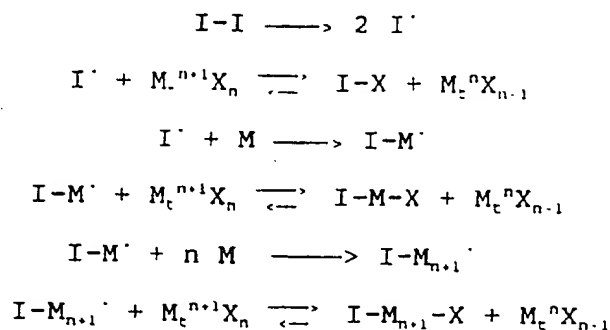 I-I ⟶ 2 I·
I· + M₋ⁿ⁺¹Xₙ ⇌ I-X + MₜⁿXₙ₋₁
I· + M ⟶ I-M·
I-M· + Mₜⁿ⁺¹Xₙ ⇌ I-M-X + MₜⁿXₙ₋₁
I-M· + n M ⟶ I-Mₙ₊₁·
I-Mₙ₊₁· + Mₜⁿ⁺¹Xₙ ⇌ I-Mₙ₊₁-X + MₜⁿXₙ₋₁